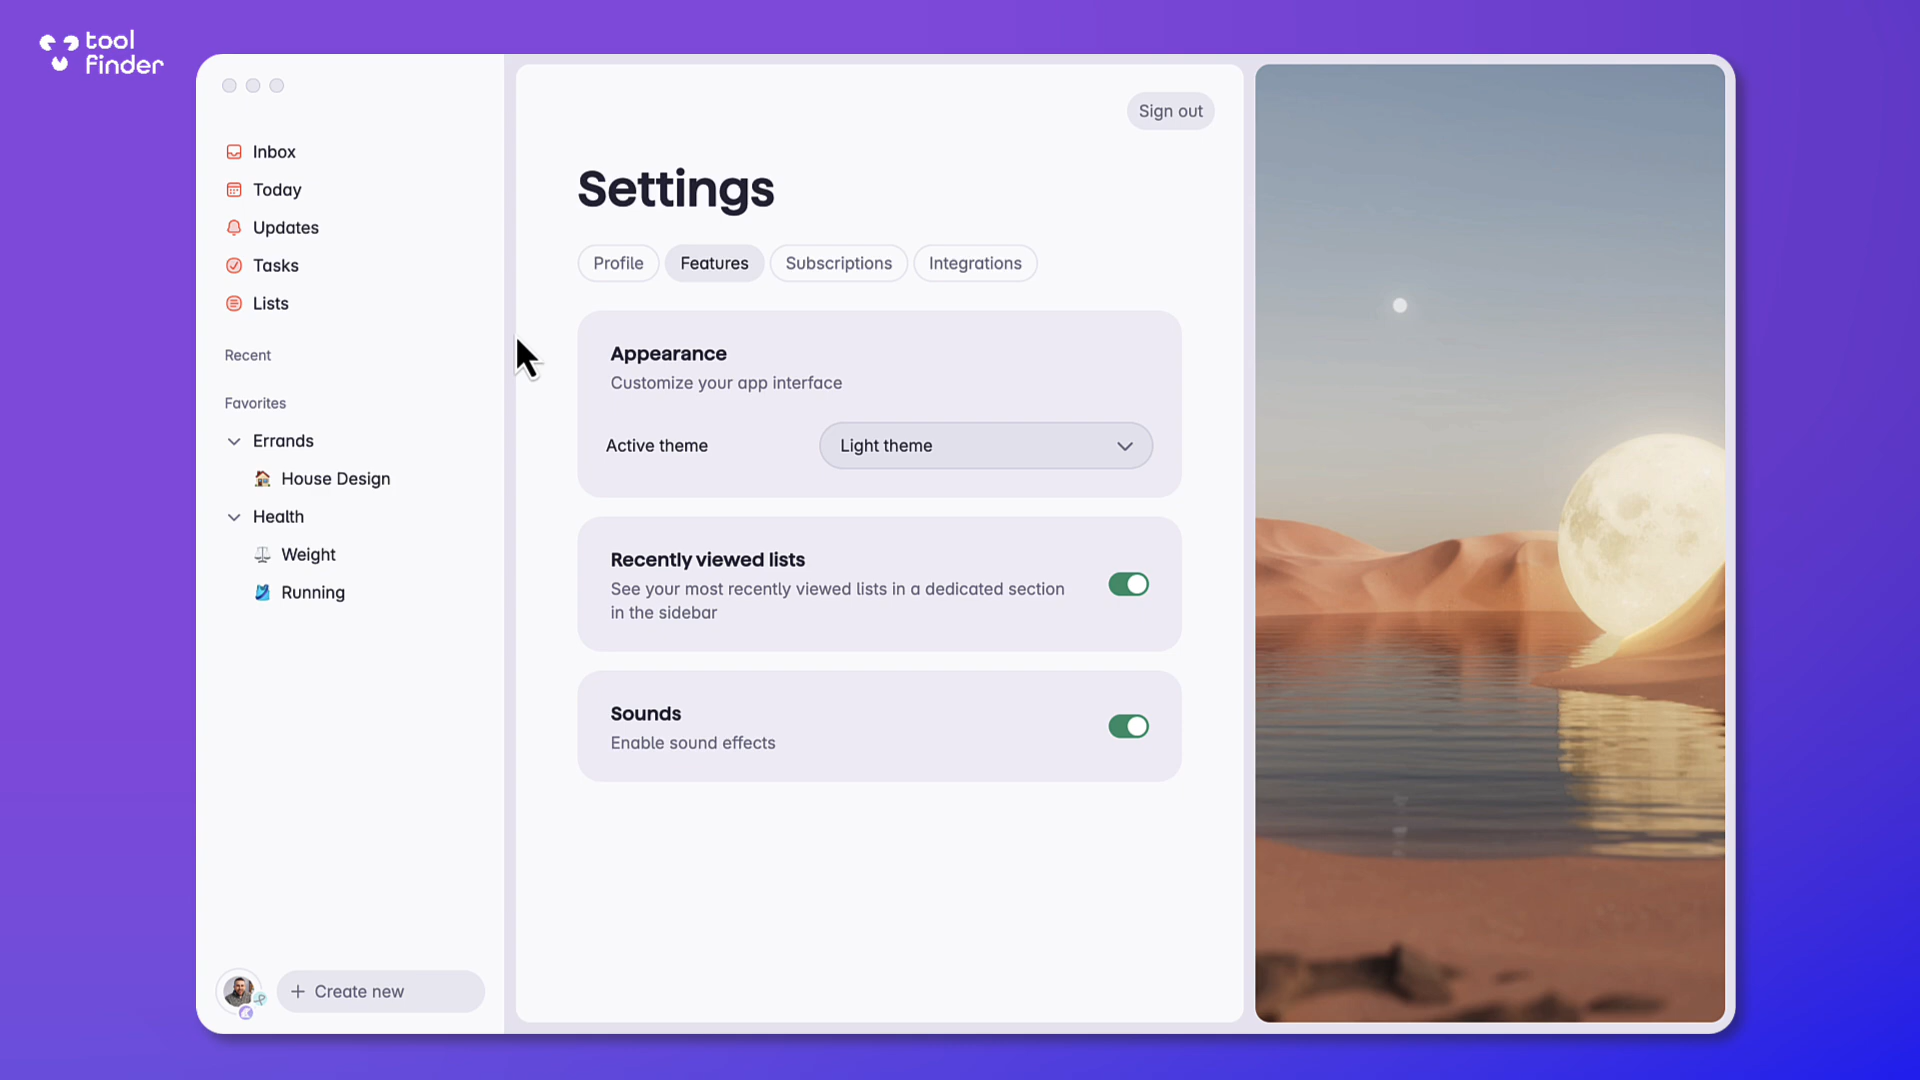 tool
finder
Inbox
Today
Updates
Tasks
Lists
Recent
Favorites
Errands
House Design
Health
Weight
Running
Create new
Sign out
Settings
Profile
Features
Subscriptions
Integrations
Appearance
Customize your app interface
Active theme
Light theme
Recently viewed lists
See your most recently viewed lists in a dedicated section
in the sidebar
Sounds
Enable sound effects